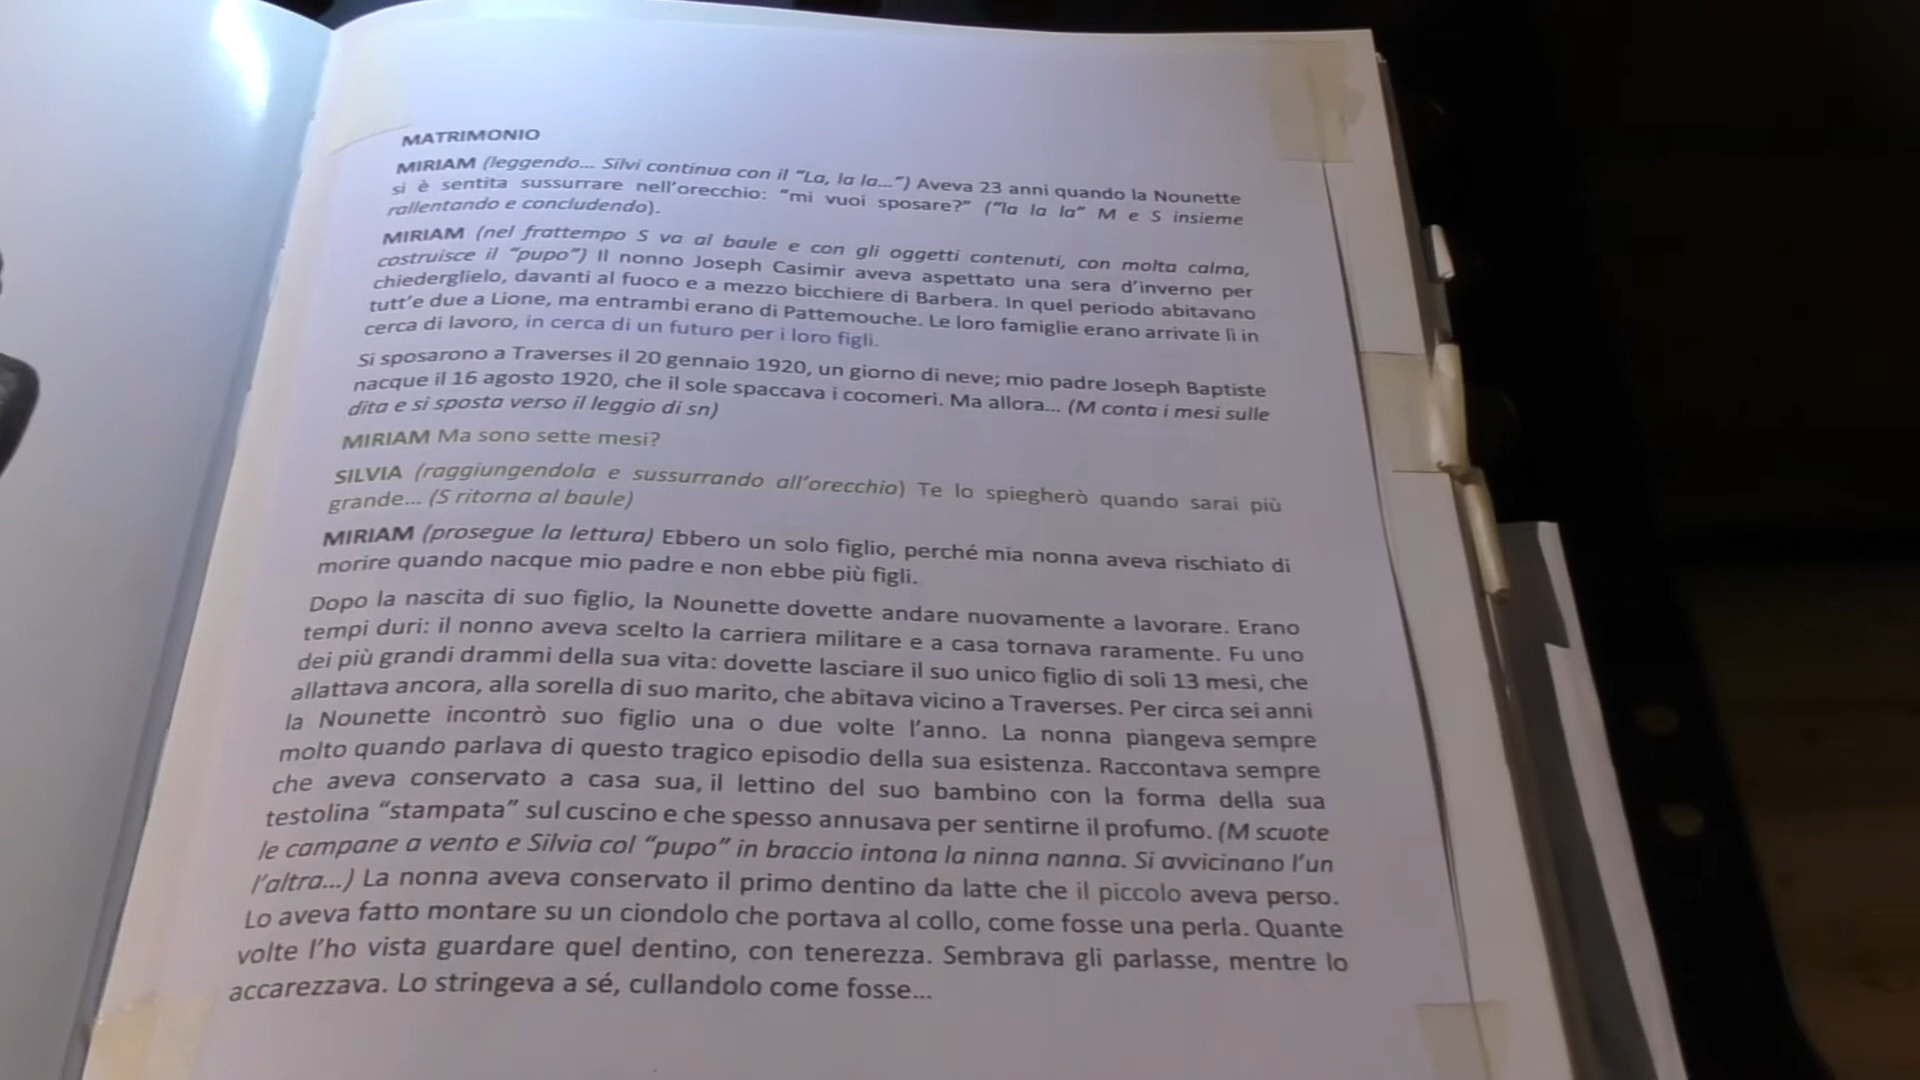 MATRIMONIO
MIRIAM (leggendo... Silvi continua con il “La, la la...”) Aveva 23 anni quando la Nounette
si è sentita sussurrare nell’orecchio: “mi vuoi sposare?” (“la la la” M e S insieme
rallentando e concludendo).
MIRIAM (nel frattempo S va al baule e con gli oggetti contenuti, con molta calma,
costruisce il “pupo”) Il nonno Joseph Casimir aveva aspettato una sera d’inverno per
chiederglielo, davanti al fuoco e a mezzo bicchiere di Barbera. In quel periodo abitavano
tutt’e due a Lione, ma entrambi erano di Pattemouche. Le loro famiglie erano arrivate lì in
cerca di lavoro, in cerca di un futuro per i loro figli.
Si sposarono a Traverses il 20 gennaio 1920, un giorno di neve; mio padre Joseph Baptiste
nacque il 16 agosto 1920, che il sole spaccava i cocomeri. Ma allora... (M conta i mesi sulle
dita e si sposta verso il leggio di sn)
MIRIAM Ma sono sette mesi?
SILVIA (raggiungendola e sussurrando all’orecchio) Te lo spiegherò quando sarai più
grande... (S ritorna al baule)
MIRIAM (prosegue la lettura) Ebbero un solo figlio, perché mia nonna aveva rischiato di
morire quando nacque mio padre e non ebbe più figli.
Dopo la nascita di suo figlio, la Nounette dovette andare nuovamente a lavorare. Erano
tempi duri: il nonno aveva scelto la carriera militare e a casa tornava raramente. Fu uno
dei più grandi drammi della sua vita: dovette lasciare il suo unico figlio di soli 13 mesi, che
allattava ancora, alla sorella di suo marito, che abitava vicino a Traverses. Per circa sei anni
la Nounette incontrò suo figlio una o due volte l’anno. La nonna piangeva sempre
molto quando parlava di questo tragico episodio della sua esistenza. Raccontava sempre
che aveva conservato a casa sua, il lettino del suo bambino con la forma della sua
testolina “stampata” sul cuscino e che spesso annusava per sentirne il profumo. (M scuote
le campane a vento e Silvia col “pupo” in braccio intona la ninna nanna. Si avvicinano l’un
l’altra...) La nonna aveva conservato il primo dentino da latte che il piccolo aveva perso.
Lo aveva fatto montare su un ciondolo che portava al collo, come fosse una perla. Quante
volte l’ho vista guardare quel dentino, con tenerezza. Sembrava gli parlasse, mentre lo
accarezzava. Lo stringeva a sé, cullandolo come fosse...